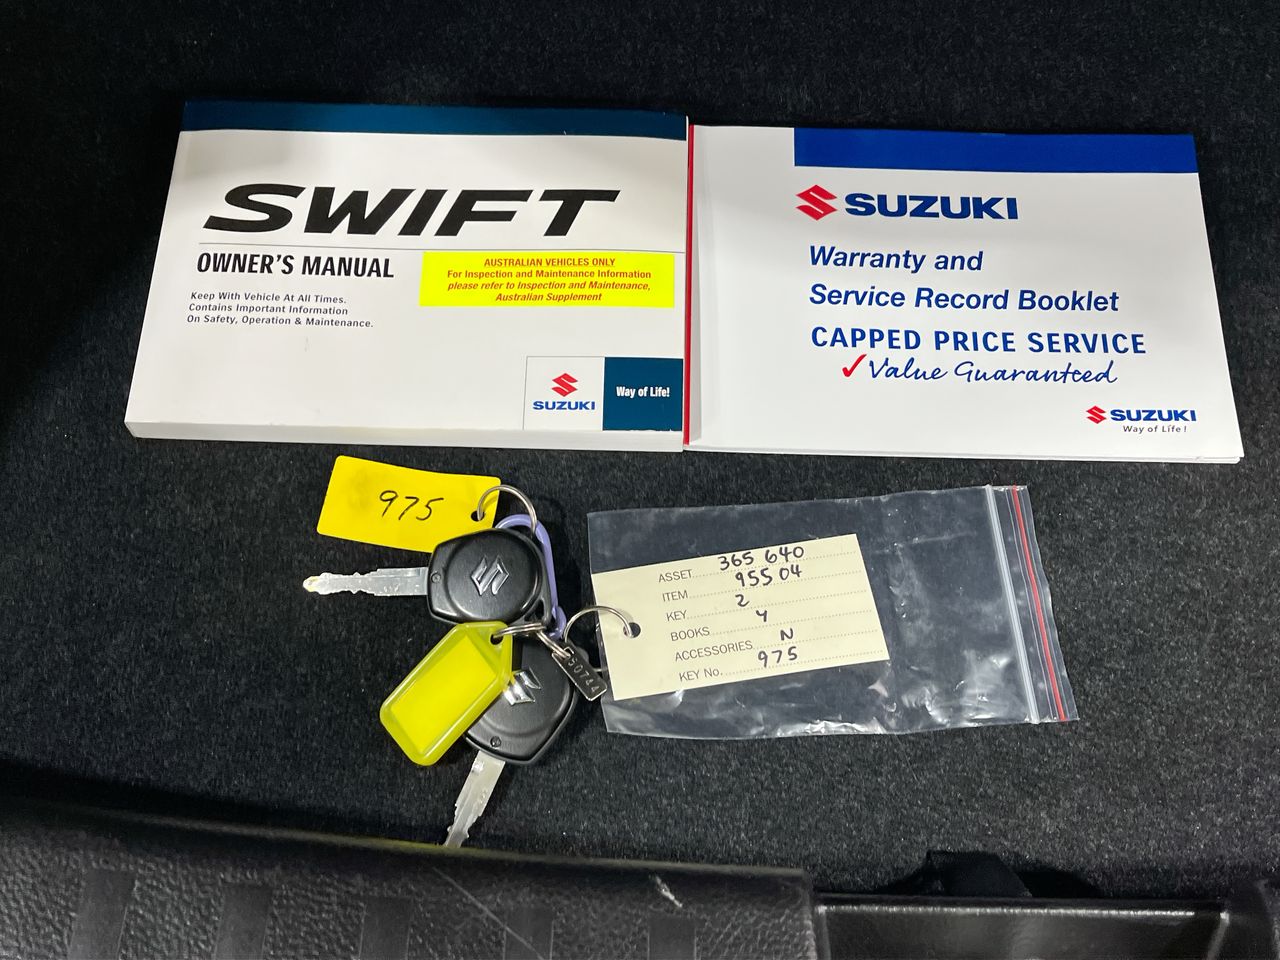 SWIFT
OWNER'S MANUAL
Keep With Vehicle At All Times.
Contains Important Information
On Safety, Operation & Maintenance.
AUSTRALIAN VEHICLES ONLY
For Inspection and Maintenance Information
please refer to Inspection and Maintenance,
Australian Supplement
SUZUKI
Way of Life!
SUZUKI
Warranty and
Service Record Booklet
CAPPED PRICE SERVICE
Value Guaranteed
SUZUKI
Way of Life!
975
ASSET 365 640
ITEM 955 04
KEY 2
BOOKS Y
ACCESSORIES N
KEY No. 975